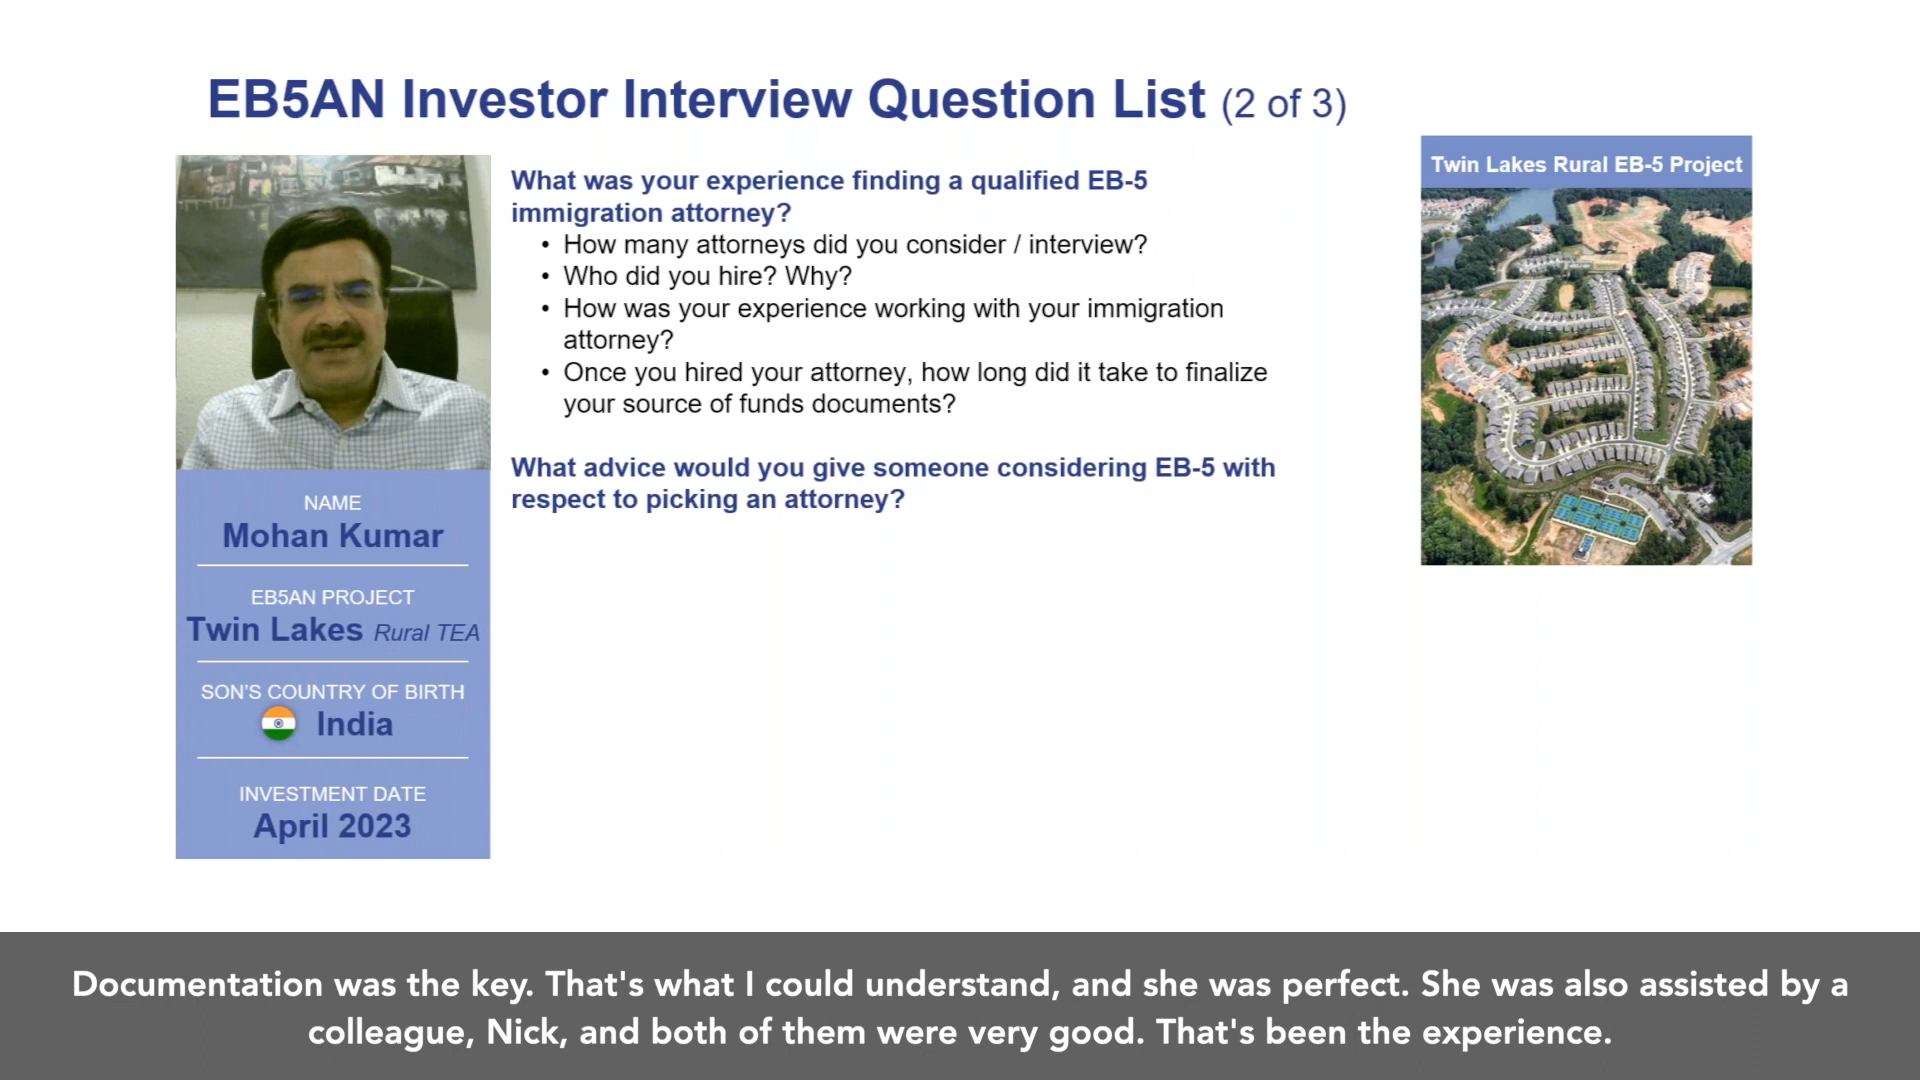 EB5AN Investor Interview Question List (2 of 3)
What was your experience finding a qualified EB-5
immigration attorney?
• How many attorneys did you consider / interview?
• Who did you hire? Why?
• How was your experience working with your immigration
attorney?
• Once you hired your attorney, how long did it take to finalize
your source of funds documents?
What advice would you give someone considering EB-5 with
respect to picking an attorney?
Twin Lakes Rural EB-5 Project
NAME
Mohan Kumar
EB5AN PROJECT
Twin Lakes Rural TEA
SON'S COUNTRY OF BIRTH
India
INVESTMENT DATE
April 2023
Documentation was the key. That's what I could understand, and she was perfect. She was also assisted by a
colleague, Nick, and both of them were very good. That's been the experience.